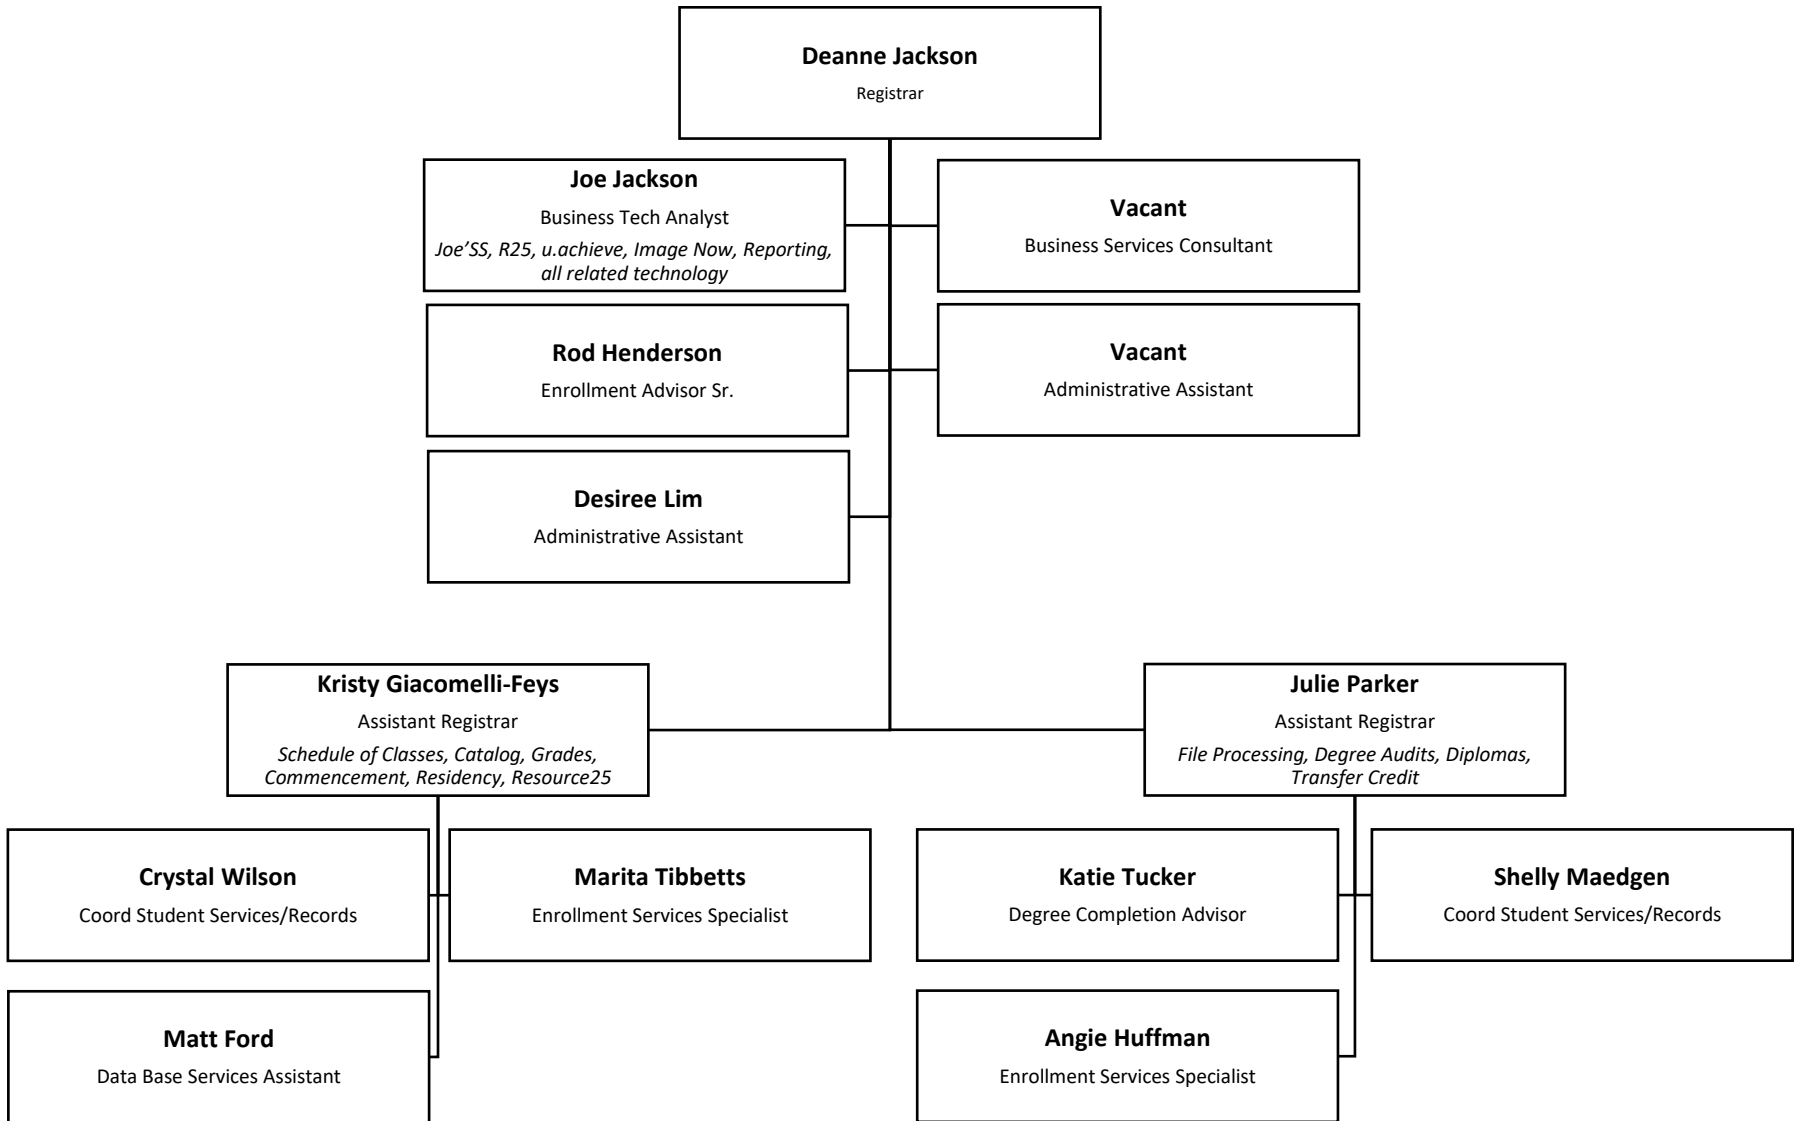 Deanne Jackson
Registrar
Joe Jackson
Business Tech Analyst
Joe’SS, R25, u.achieve, Image Now, Reporting,
all related technology
Vacant
Business Services Consultant
Rod Henderson
Enrollment Advisor Sr.
Vacant
Administrative Assistant
Desiree Lim
Administrative Assistant
Kristy Giacomelli-Feys
Assistant Registrar
Schedule of Classes, Catalog, Grades,
Commencement, Residency, Resource25
Julie Parker
Assistant Registrar
File Processing, Degree Audits, Diplomas,
Transfer Credit
Crystal Wilson
Coord Student Services/Records
Marita Tibbetts
Enrollment Services Specialist
Katie Tucker
Degree Completion Advisor
Shelly Maedgen
Coord Student Services/Records
Matt Ford
Data Base Services Assistant
Angie Huffman
Enrollment Services Specialist